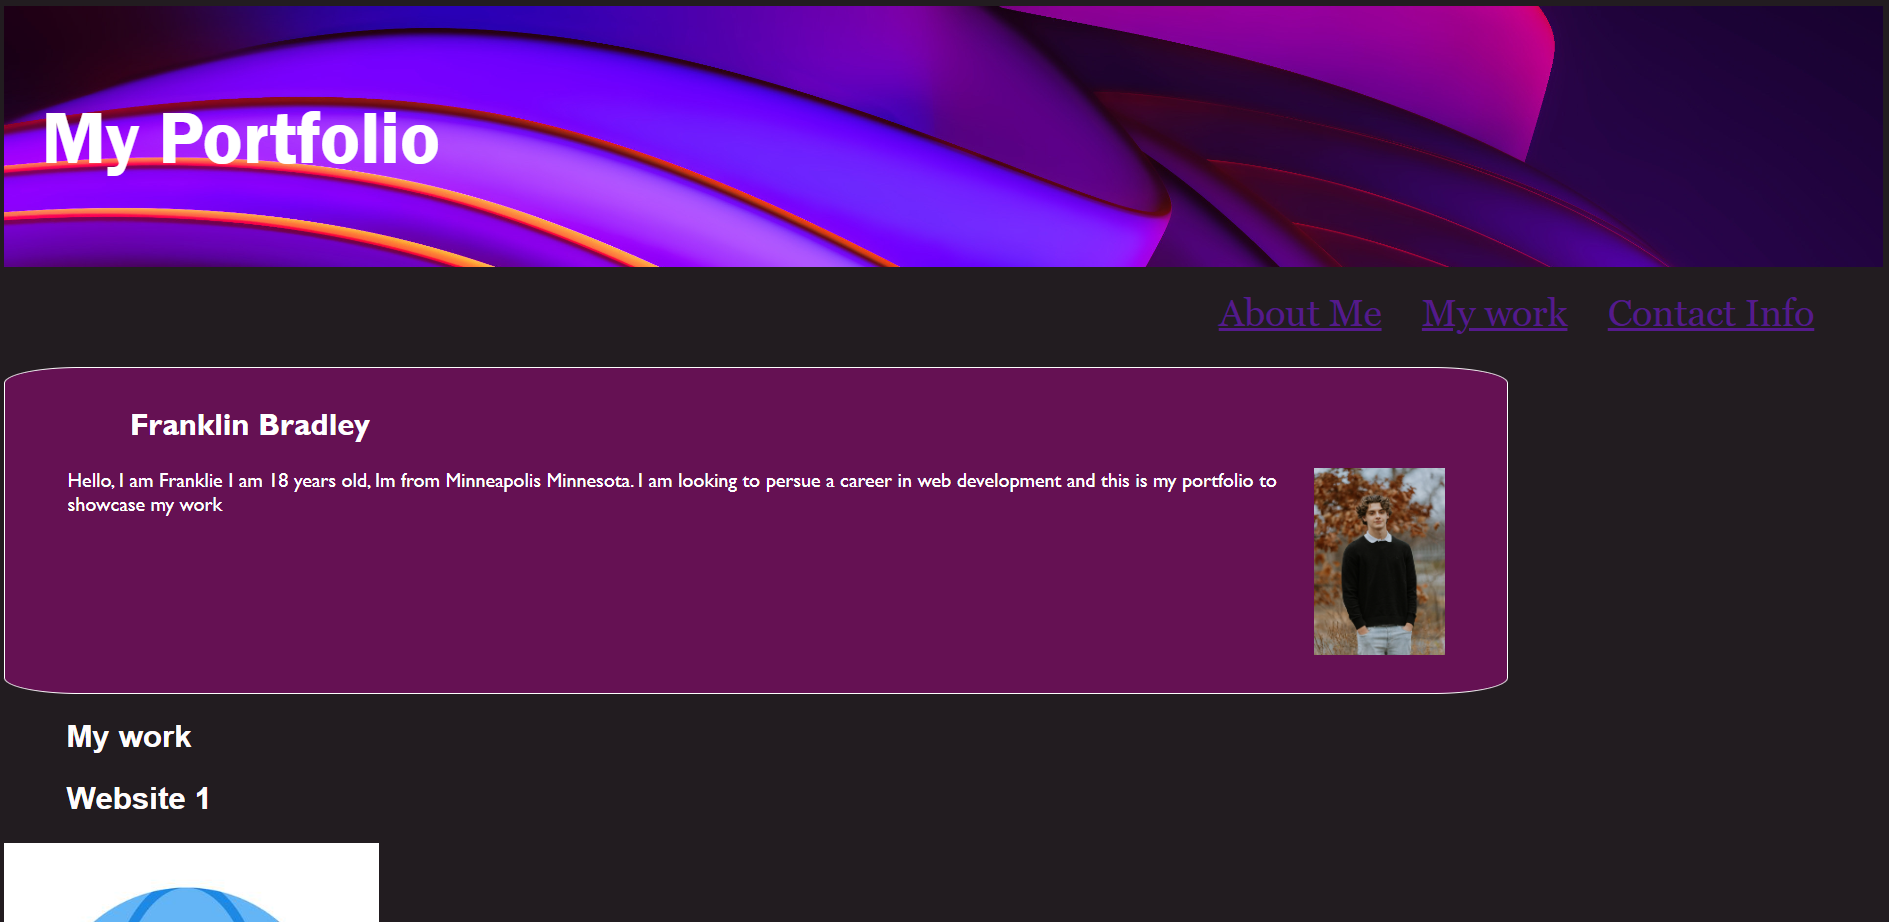 My Portfolio
About Me My work Contact Info
Franklin Bradley
Hello, I am Franklie I am 18 years old, Im from Minneapolis Minnesota. I am looking to persue a career in web development and this is my portfolio to
showcase my work
My work
Website 1